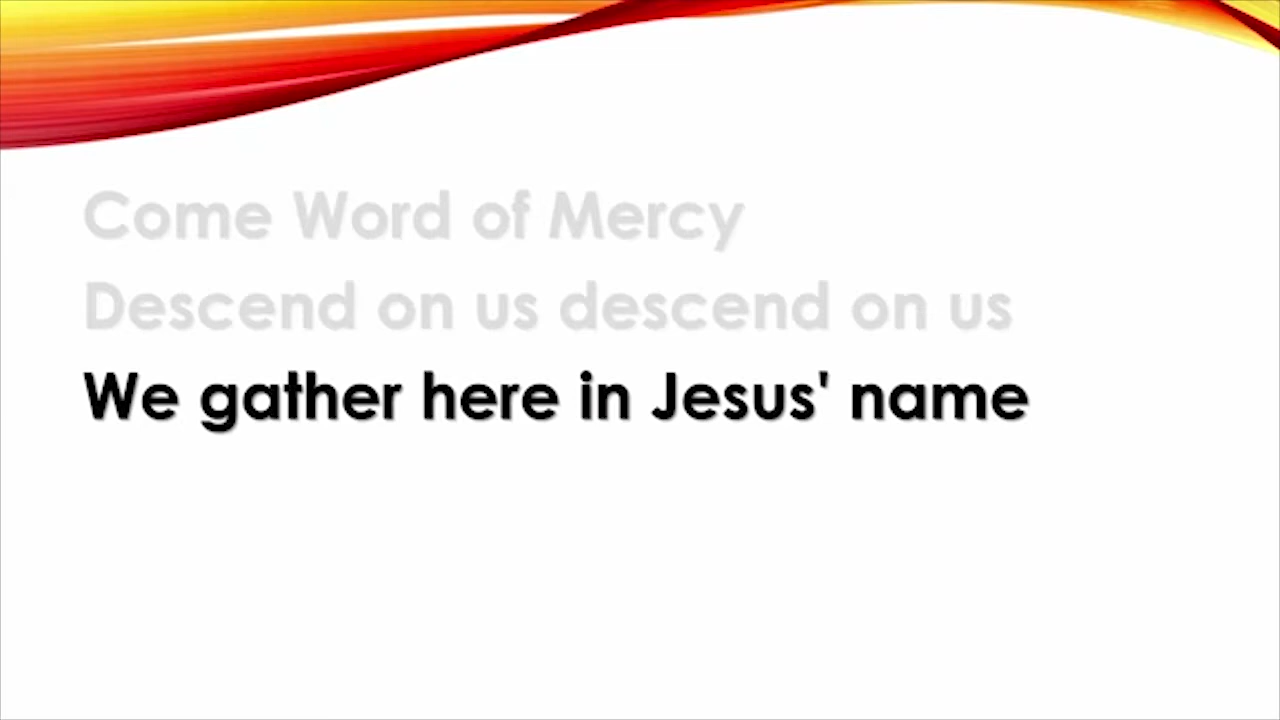 Come Word of Mercy
Descend on us descend on us
We gather here in Jesus' name